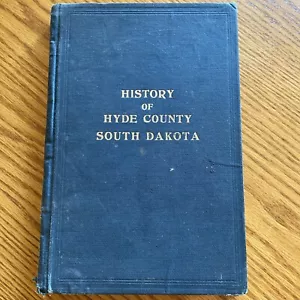 HISTORY
OF
HYDE COUNTY
SOUTH DAKOTA